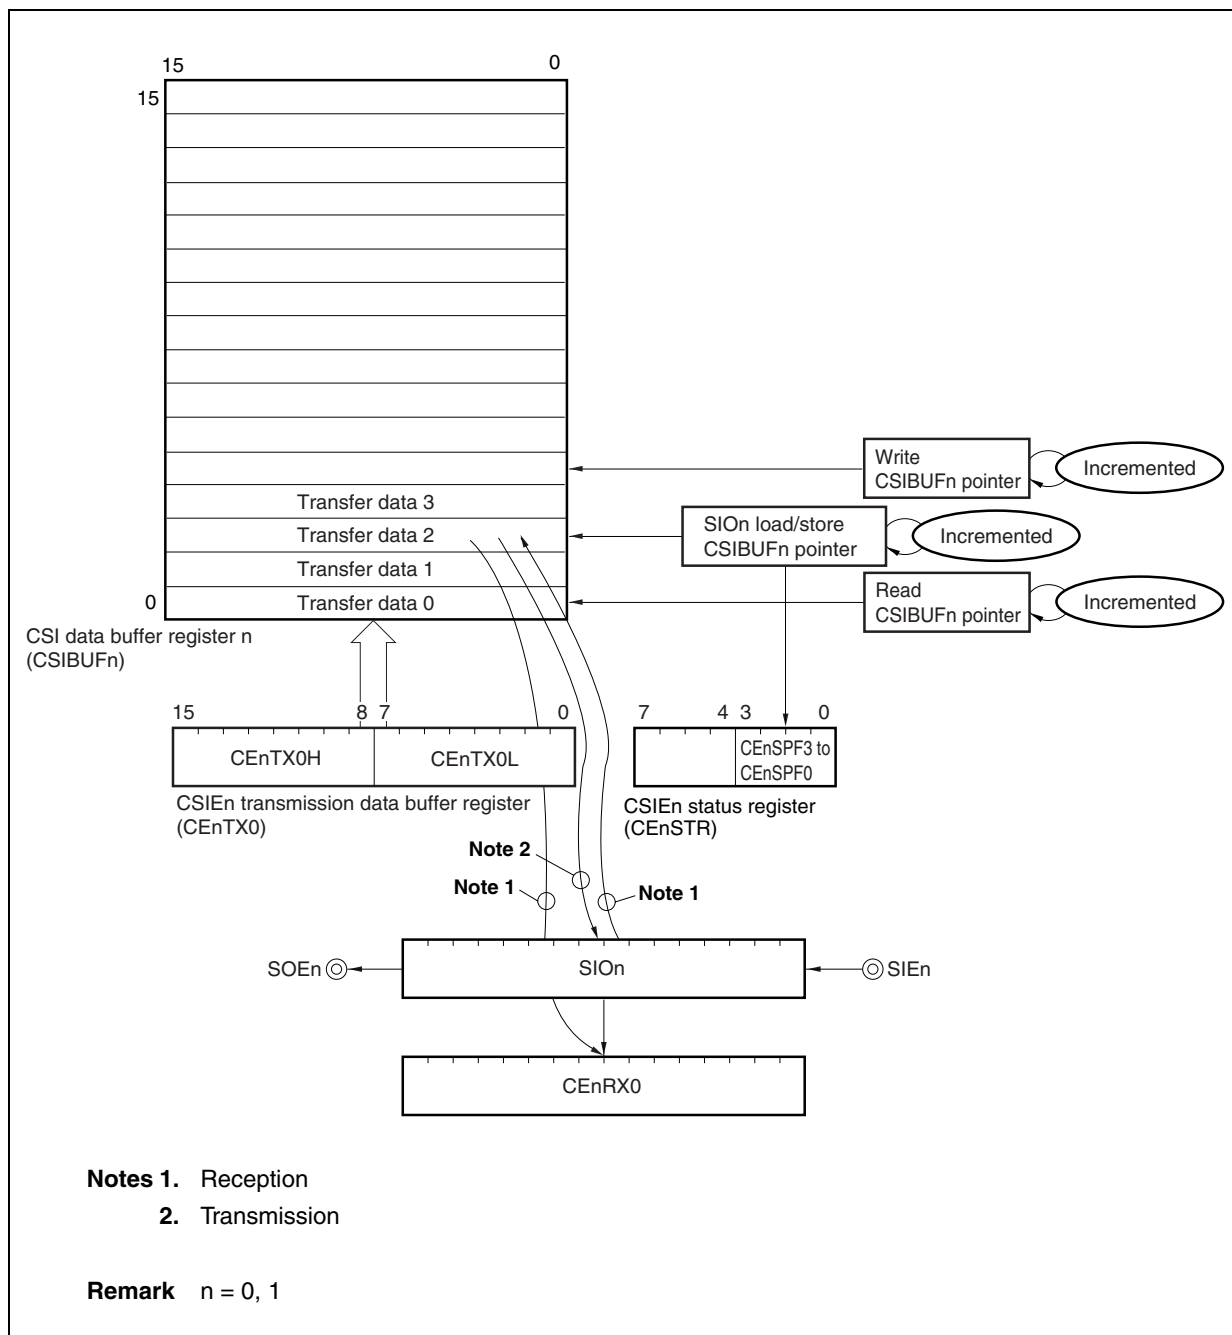 15 0
15
Write
CSIBUFn pointer
Incremented
Transfer data 3
SIOn load/store
CSIBUFn pointer
Incremented
Transfer data 2
Transfer data 1
Read
CSIBUFn pointer
Incremented
0
Transfer data 0
CSI data buffer register n
(CSIBUFn)
15 8 7 0
7 4 3 0
CEnTX0H
CEnTX0L
CEnSPF3 to
CEnSPF0
CSIEn transmission data buffer register
(CEnTX0)
CSIEn status register
(CEnSTR)
Note 2
Note 1
Note 1
SOEn
SIOn
SIEn
CEnRX0
Notes 1. Reception
2. Transmission
Remark n = 0, 1